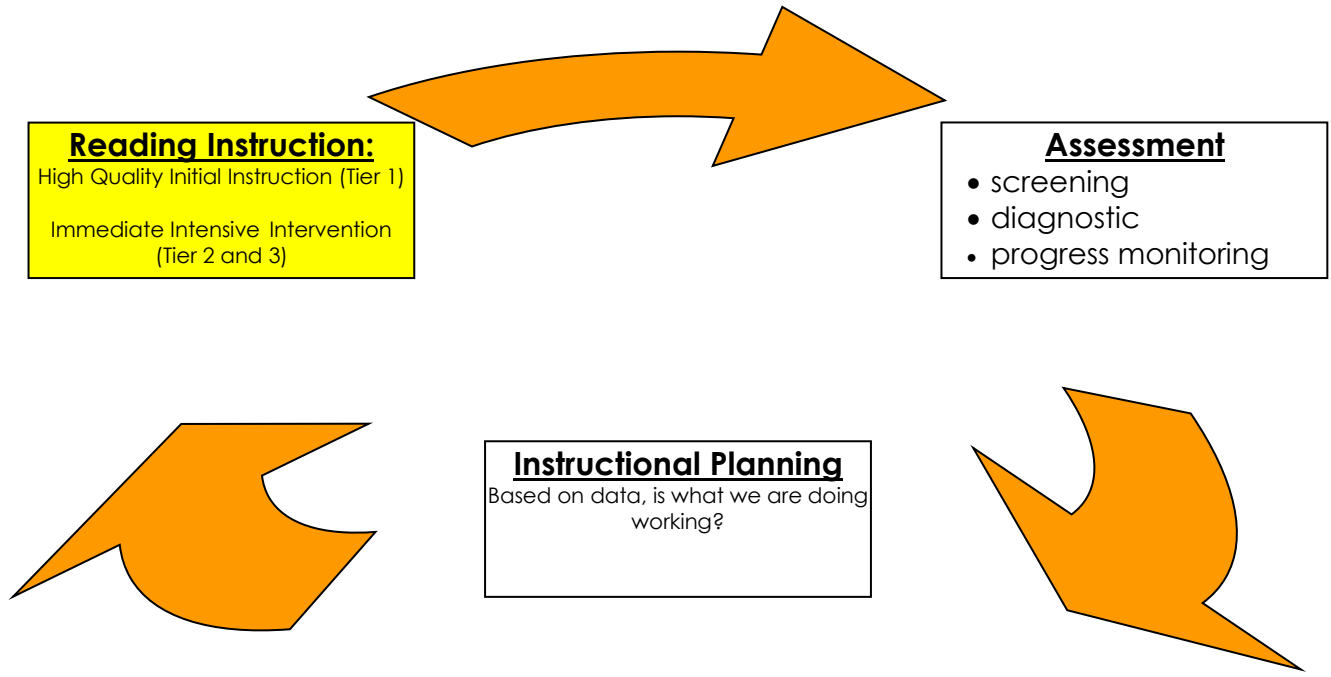 Reading Instruction:
High Quality Initial Instruction (Tier 1)
Immediate Intensive Intervention
(Tier 2 and 3)
Assessment
• screening
• diagnostic
• progress monitoring
Instructional Planning
Based on data, is what we are doing
working?